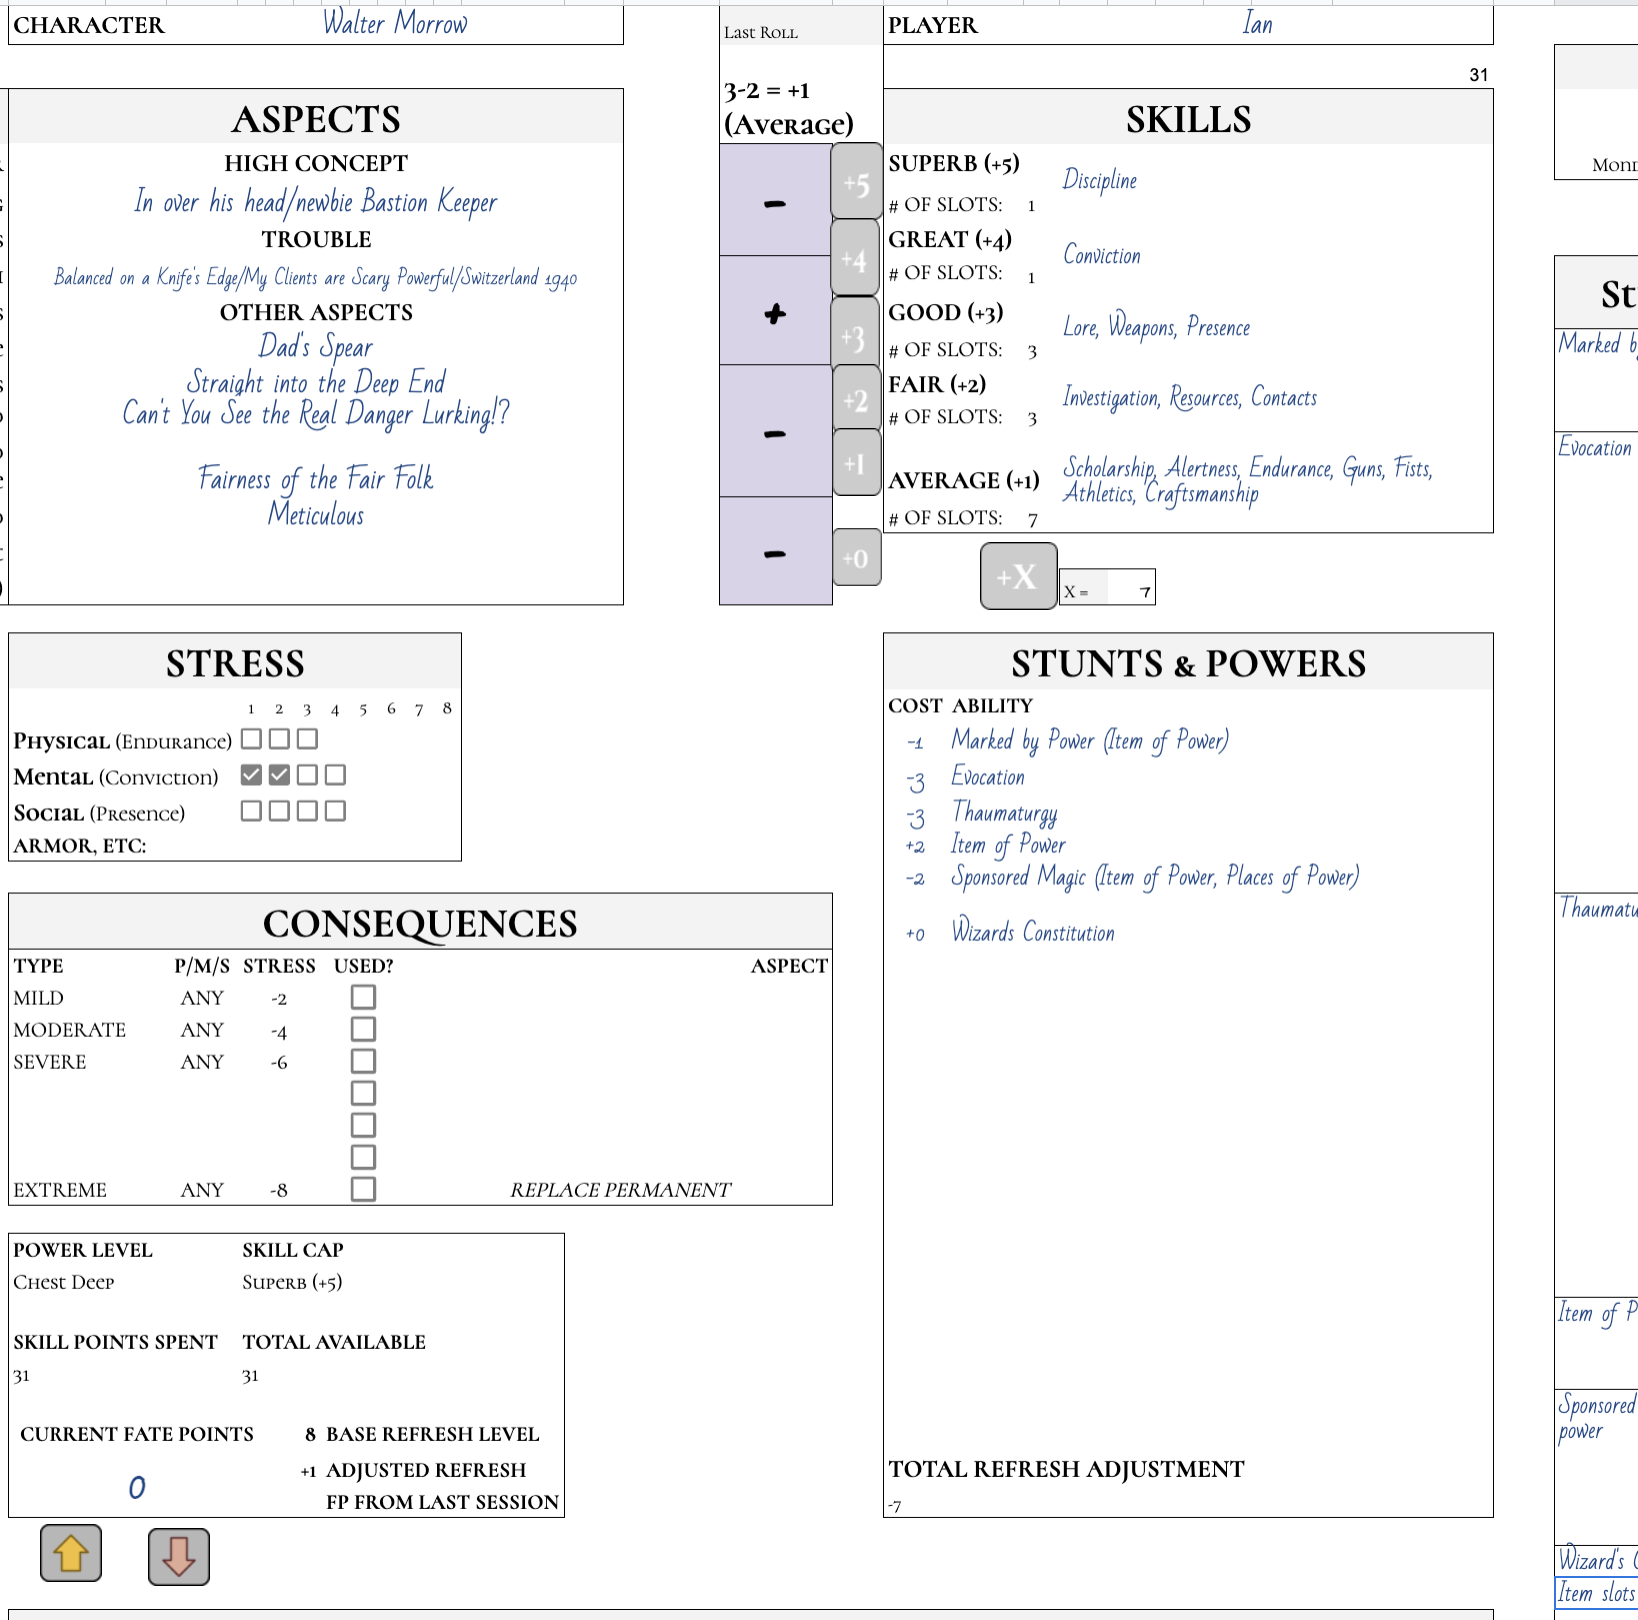 CHARACTER Walter Morrow
Last Roll
PLAYER Ian
31
3-2 = +1
(Average)
ASPECTS
HIGH CONCEPT
In over his head/newbie Bastion Keeper
TROUBLE
Balanced on a Knife's Edge/My Clients are Scary Powerful/Switzerland 1940
OTHER ASPECTS
Dad's Spear
Straight into the Deep End
Can't You See the Real Danger Lurking!?
Fairness of the Fair Folk
Meticulous
-
+
-
-
+5
+4
+3
+2
+1
+0
SKILLS
SUPERB (+5) Discipline
# OF SLOTS: 1
GREAT (+4) Conviction
# OF SLOTS: 1
GOOD (+3) Lore, Weapons, Presence
# OF SLOTS: 3
FAIR (+2) Investigation, Resources, Contacts
# OF SLOTS: 3
AVERAGE (+1) Scholarship, Alertness, Endurance, Guns, Fists,
Athletics, Craftsmanship
# OF SLOTS: 7
+X
X = 7
STRESS
1 2 3 4 5 6 7 8
Physical (Endurance)
Mental (Conviction)
Social (Presence)
ARMOR, ETC:
CONSEQUENCES
TYPE P/M/S STRESS USED? ASPECT
MILD ANY -2
MODERATE ANY -4
SEVERE ANY -6
EXTREME ANY -8 REPLACE PERMANENT
POWER LEVEL SKILL CAP
Chest Deep Superb (+5)
SKILL POINTS SPENT TOTAL AVAILABLE
31 31
CURRENT FATE POINTS 8 BASE REFRESH LEVEL
+1 ADJUSTED REFRESH
0
FP FROM LAST SESSION
STUNTS & POWERS
COST ABILITY
-1 Marked by Power (Item of Power)
-3 Evocation
-3 Thaumaturgy
+2 Item of Power
-2 Sponsored Magic (Item of Power, Places of Power)
+0 Wizards Constitution
TOTAL REFRESH ADJUSTMENT
-7
Mon
St
Marked b
Evocation
Thaumatu
Item of P
Sponsored
power
Wizard's
Item slots